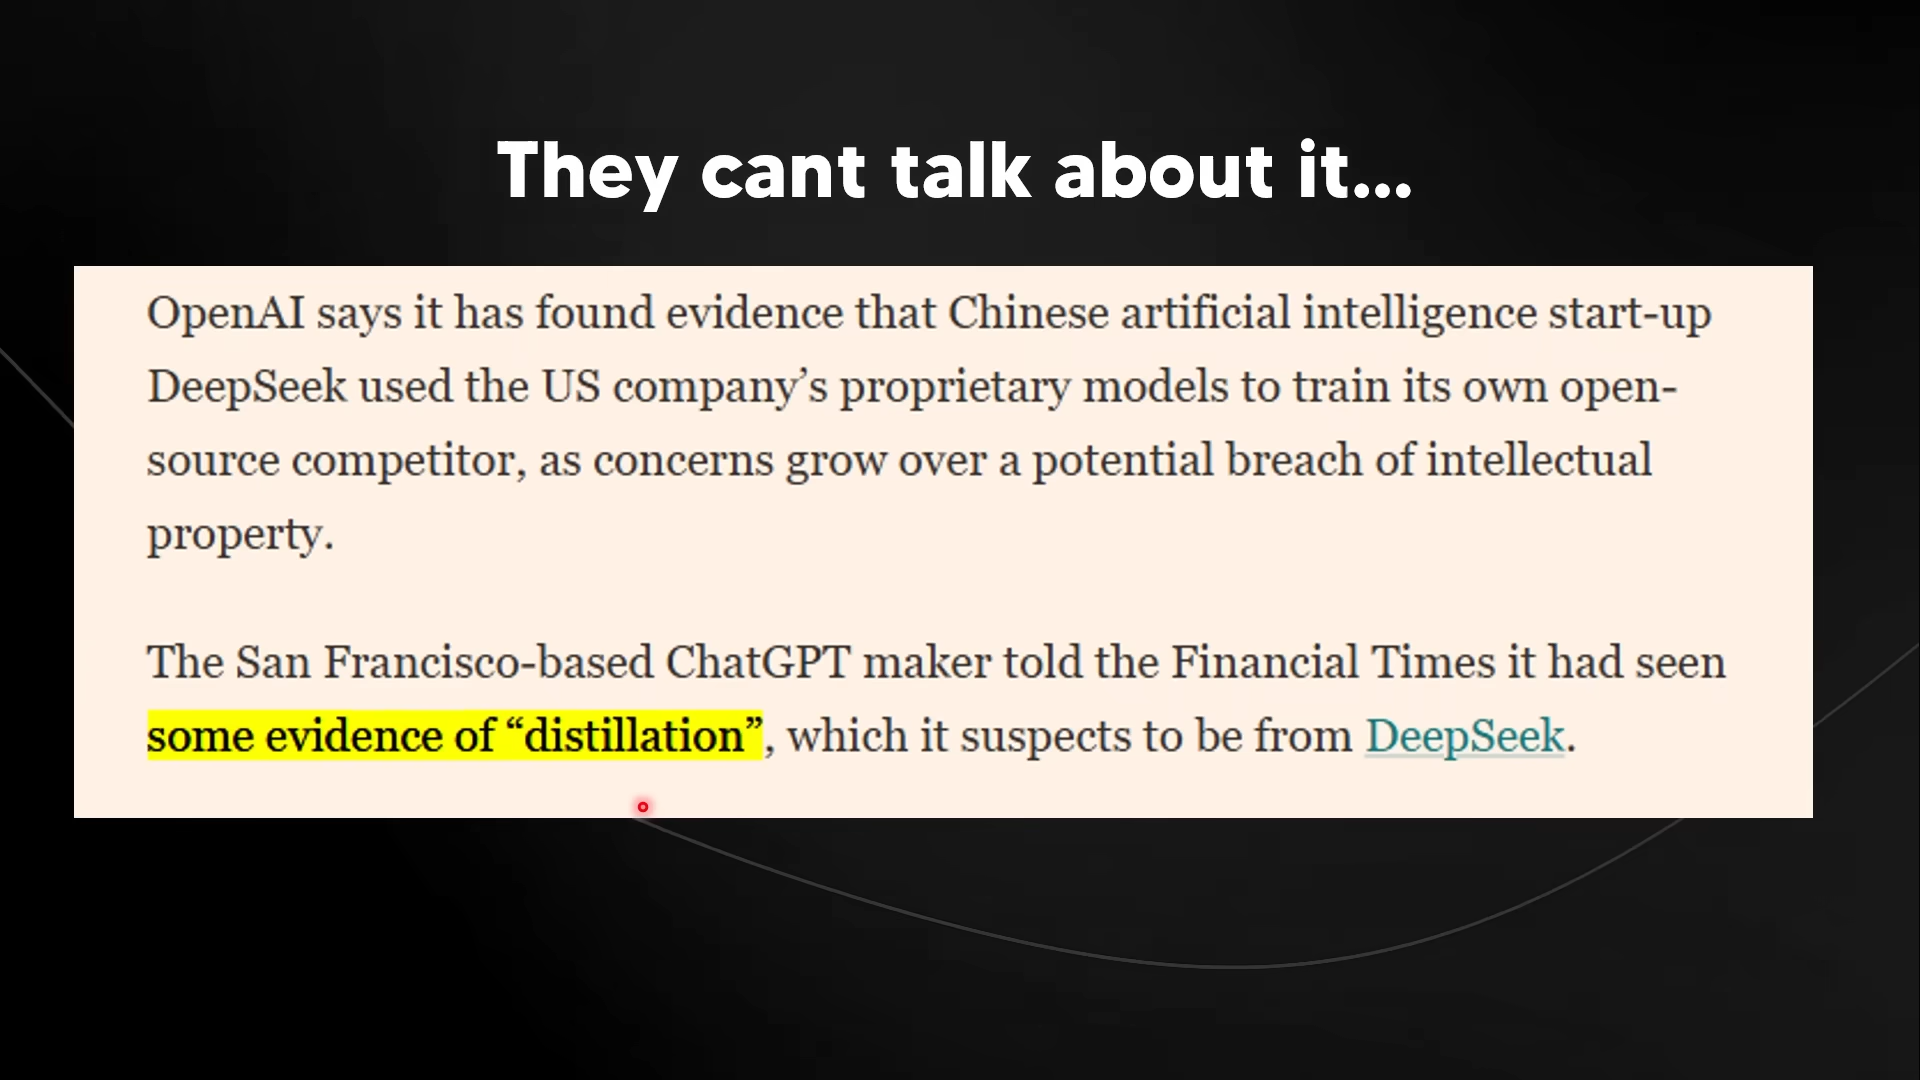 They cant talk about it...
OpenAI says it has found evidence that Chinese artificial intelligence start-up
DeepSeek used the US company’s proprietary models to train its own open-
source competitor, as concerns grow over a potential breach of intellectual
property.
The San Francisco-based ChatGPT maker told the Financial Times it had seen
some evidence of “distillation”, which it suspects to be from DeepSeek.